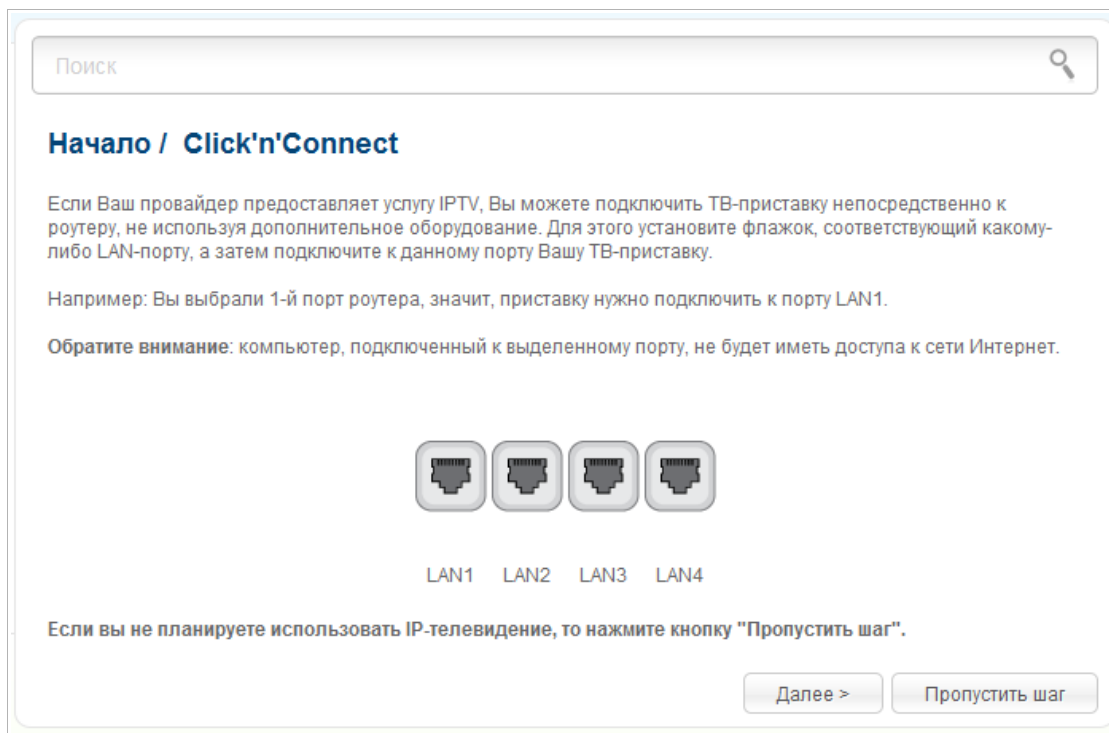 Поиск
Начало / Click'n'Connect
Если Ваш провайдер предоставляет услугу IPTV, Вы можете подключить ТВ-приставку непосредственно к
роутеру, не используя дополнительное оборудование. Для этого установите флажок, соответствующий какому-
либо LAN-порту, а затем подключите к данному порту Вашу ТВ-приставку.
Например: Вы выбрали 1-й порт роутера, значит, приставку нужно подключить к порту LAN1.
Обратите внимание: компьютер, подключенный к выделенному порту, не будет иметь доступа к сети Интернет.
LAN1 LAN2 LAN3 LAN4
Если вы не планируете использовать IP-телевидение, то нажмите кнопку "Пропустить шаг".
Далее > Пропустить шаг